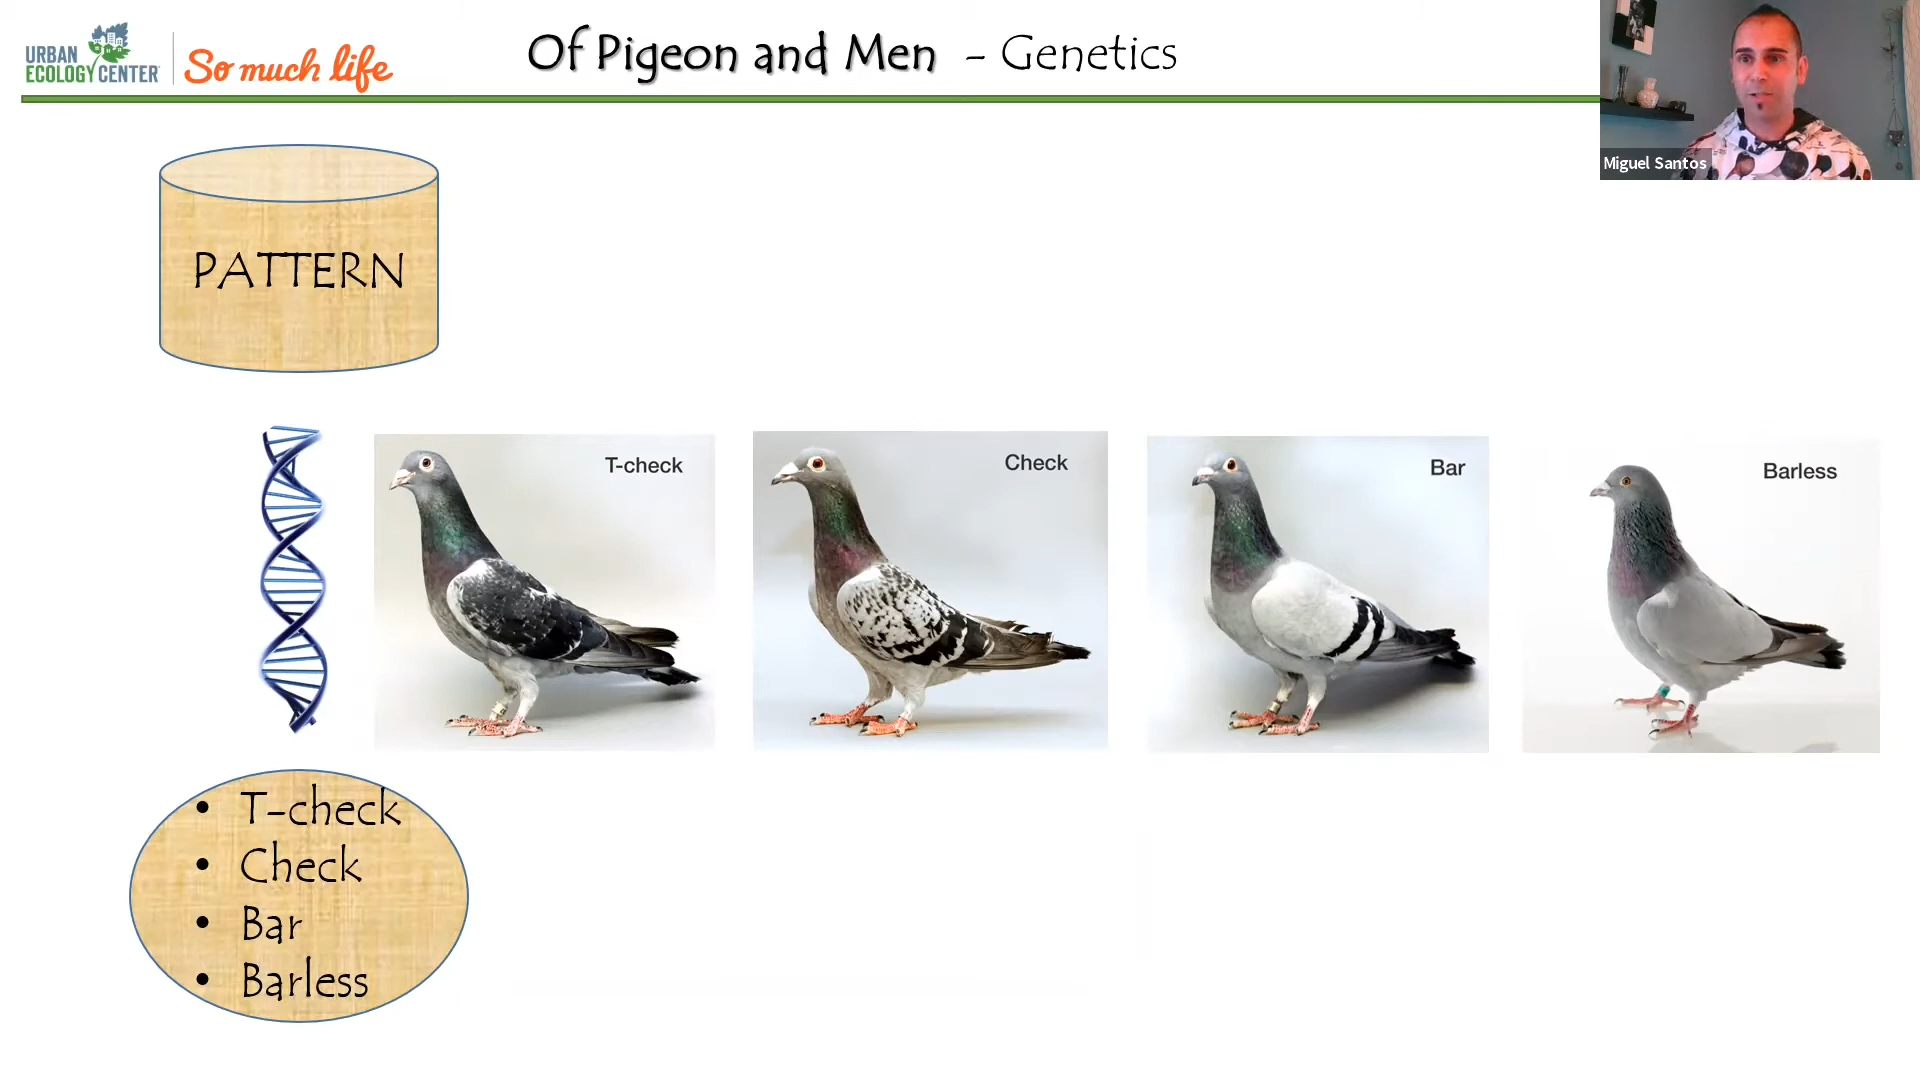 URBAN
ECOLOGY CENTER
So much life
Of Pigeon and Men - Genetics
Miguel Santos
PATTERN
T-check
Check
Bar
Barless
• T-check
• Check
• Bar
• Barless